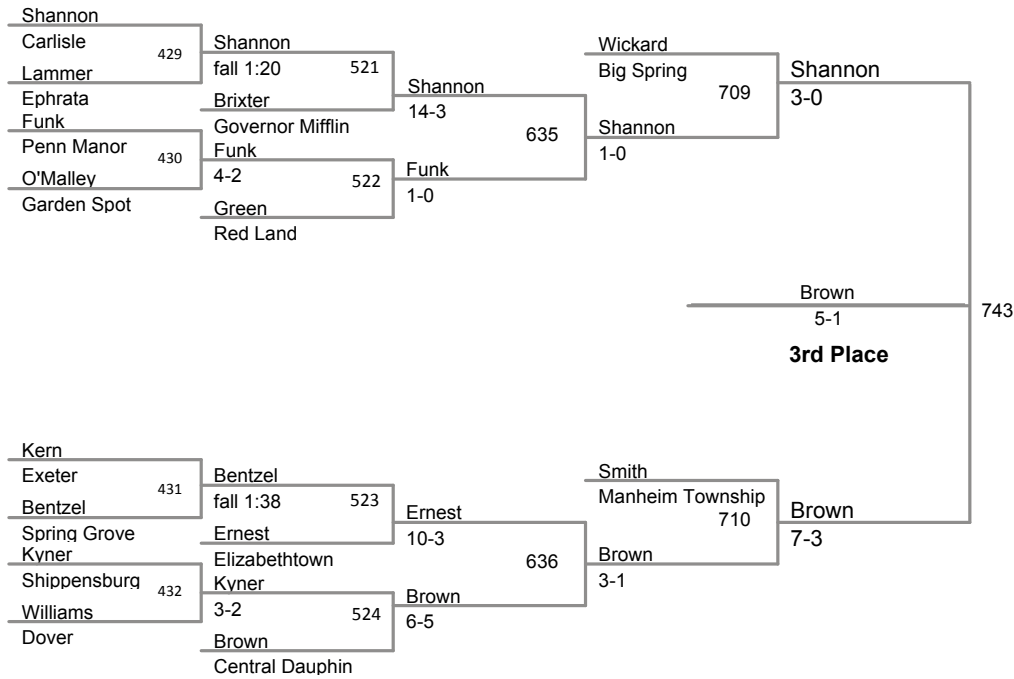 Shannon
Carlisle
429
Lammer
Ephrata
Funk
Penn Manor
430
O'Malley
Garden Spot
Shannon
fall 1:20
521
Brixter
Governor Mifflin
Funk
4-2
522
Green
Red Land
Shannon
14-3
635
Funk
1-0
Wickard
Big Spring
709
Shannon
1-0
Shannon
3-0
Brown
5-1
743
3rd Place
Kern
Exeter
431
Bentzel
Spring Grove
Kyner
Shippensburg
432
Williams
Dover
Bentzel
fall 1:38
523
Ernest
Elizabethtown
Kyner
3-2
524
Brown
Central Dauphin
Ernest
10-3
636
Brown
6-5
Smith
Manheim Township
710
Brown
3-1
Brown
7-3